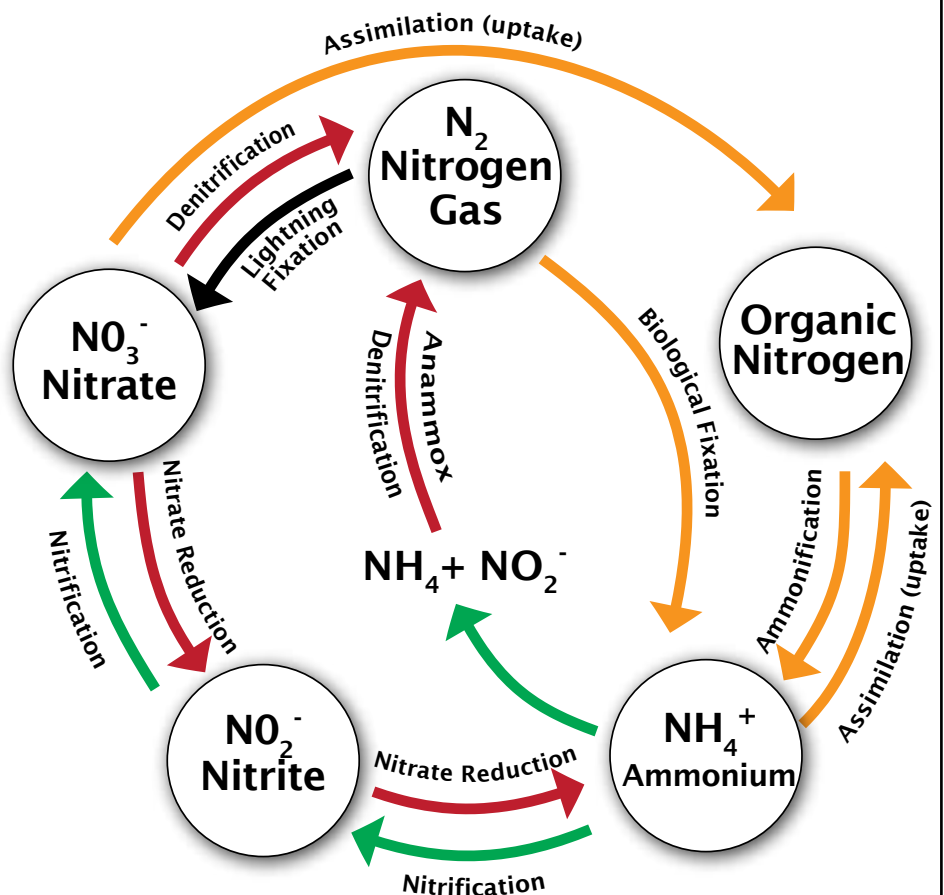 Assimilation (uptake)
N₂
Nitrogen
Gas
Denitrification
Lightning
Fixation
N0₃⁻
Nitrate
Organic
Nitrogen
Biological Fixation
Anammox
Denitrification
Nitrate Reduction
Nitrification
Ammonification
Assimilation (uptake)
NH₄+ NO₂⁻
N0₂⁻
Nitrite
Nitrate Reduction
Nitrification
NH₄⁺
Ammonium